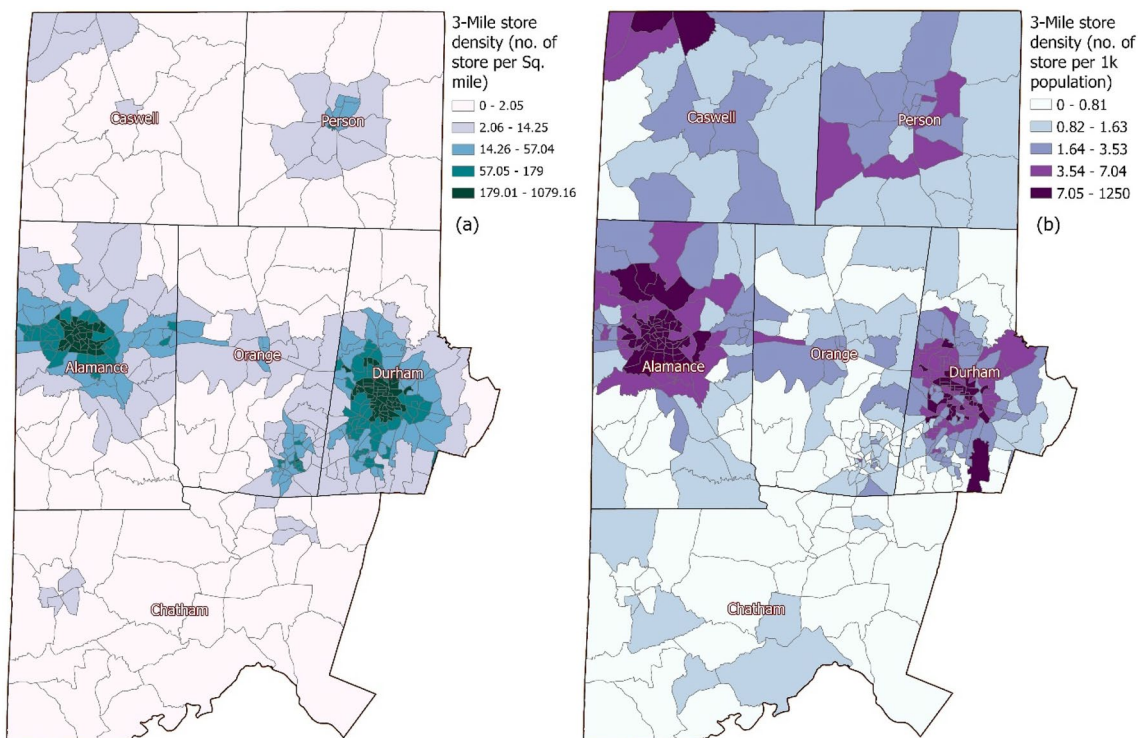 3-Mile store
density (no. of
store per Sq.
mile)
0 - 2.05
2.06 - 14.25
14.26 - 57.04
57.05 - 179
179.01 - 1079.16
(a)
Caswell
Person
Alamance
Orange
Durham
Chatham
3-Mile store
density (no. of
store per 1k
population)
0 - 0.81
0.82 - 1.63
1.64 - 3.53
3.54 - 7.04
7.05 - 1250
(b)
Caswell
Person
Alamance
Orange
Durham
Chatham